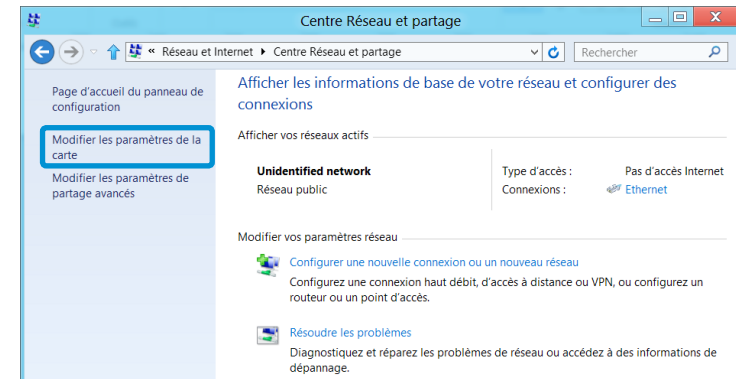 Centre Réseau et partage
« Réseau et Internet Centre Réseau et partage Rechercher
Page d'accueil du panneau de
configuration
Modifier les paramètres de la
carte
Modifier les paramètres de
partage avancés
Afficher les informations de base de votre réseau et configurer des
connexions
Afficher vos réseaux actifs
Unidentified network
Réseau public
Type d'accès : Pas d'accès Internet
Connexions : Ethernet
Modifier vos paramètres réseau
Configurer une nouvelle connexion ou un nouveau réseau
Configurez une connexion haut débit, d'accès à distance ou VPN, ou configurez un
routeur ou un point d'accès.
Résoudre les problèmes
Diagnostiquez et réparez les problèmes de réseau ou accédez à des informations de
dépannage.